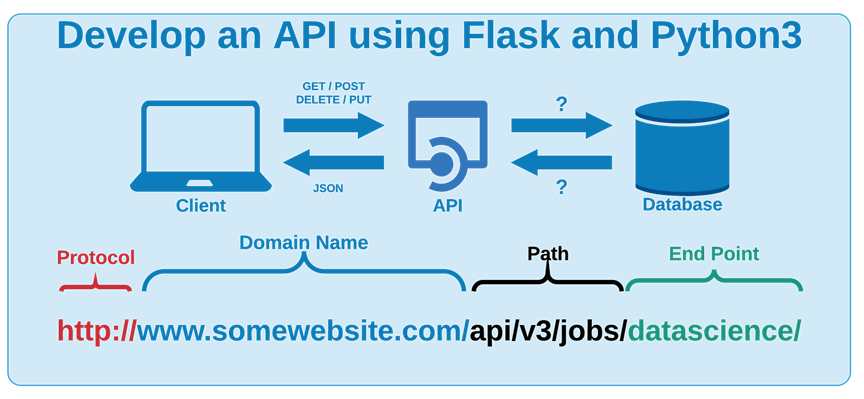 Develop an API using Flask and Python3
GET / POST
DELETE / PUT
?
JSON
?
Client
API
Database
Protocol
Domain Name
Path
End Point
http://www.somewebsite.com/api/v3/jobs/datascience/